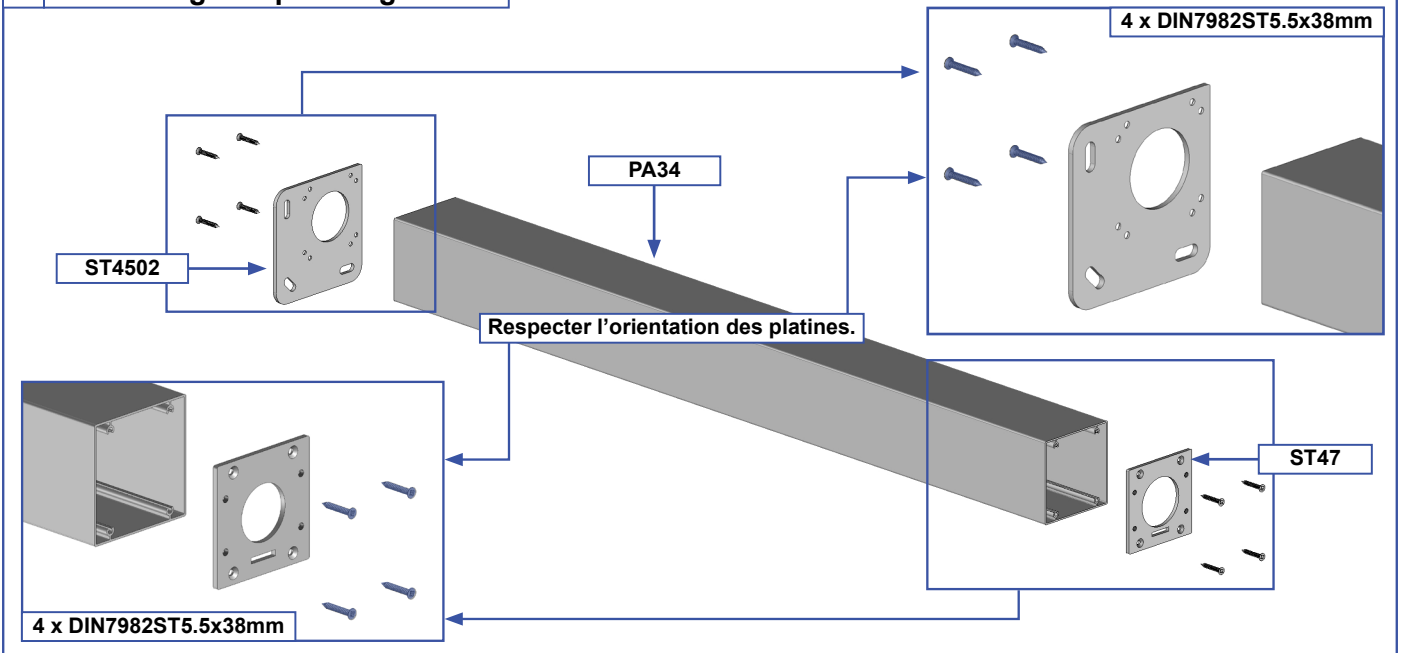 4 x DIN7982ST5.5x38mm
PA34
ST4502
Respecter l’orientation des platines.
ST47
4 x DIN7982ST5.5x38mm